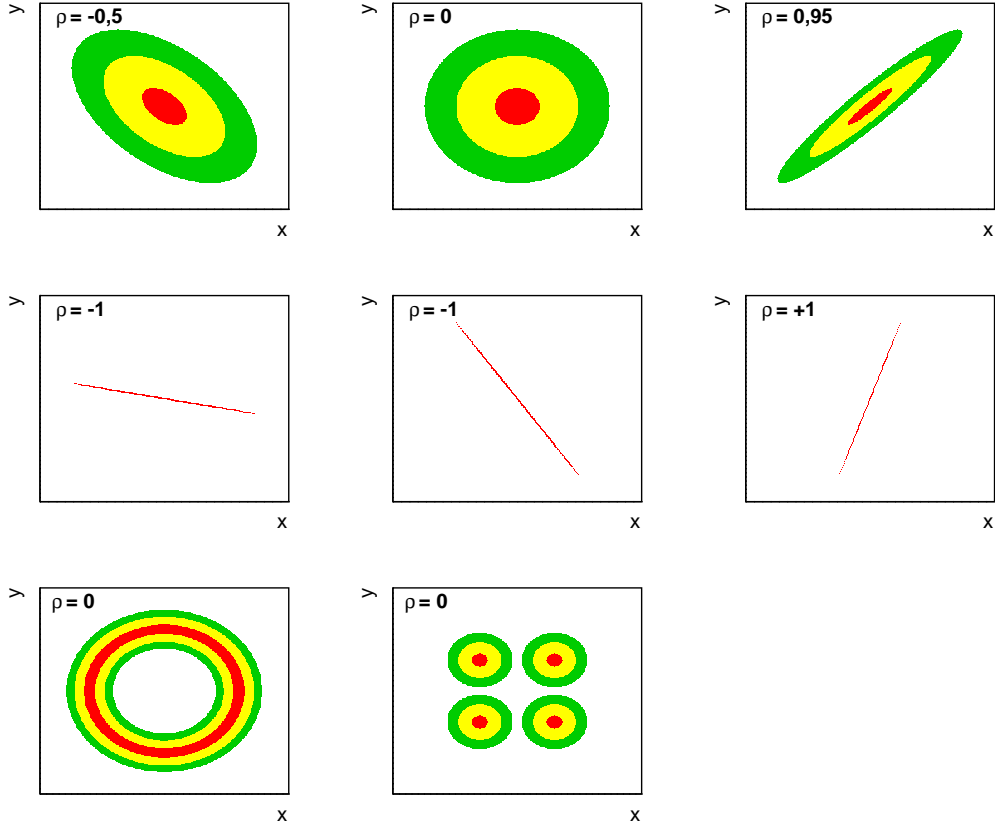 y
ρ = -0,5
x
y
ρ = 0
x
y
ρ = 0,95
x
y
ρ = -1
x
y
ρ = -1
x
y
ρ = +1
x
y
ρ = 0
x
y
ρ = 0
x